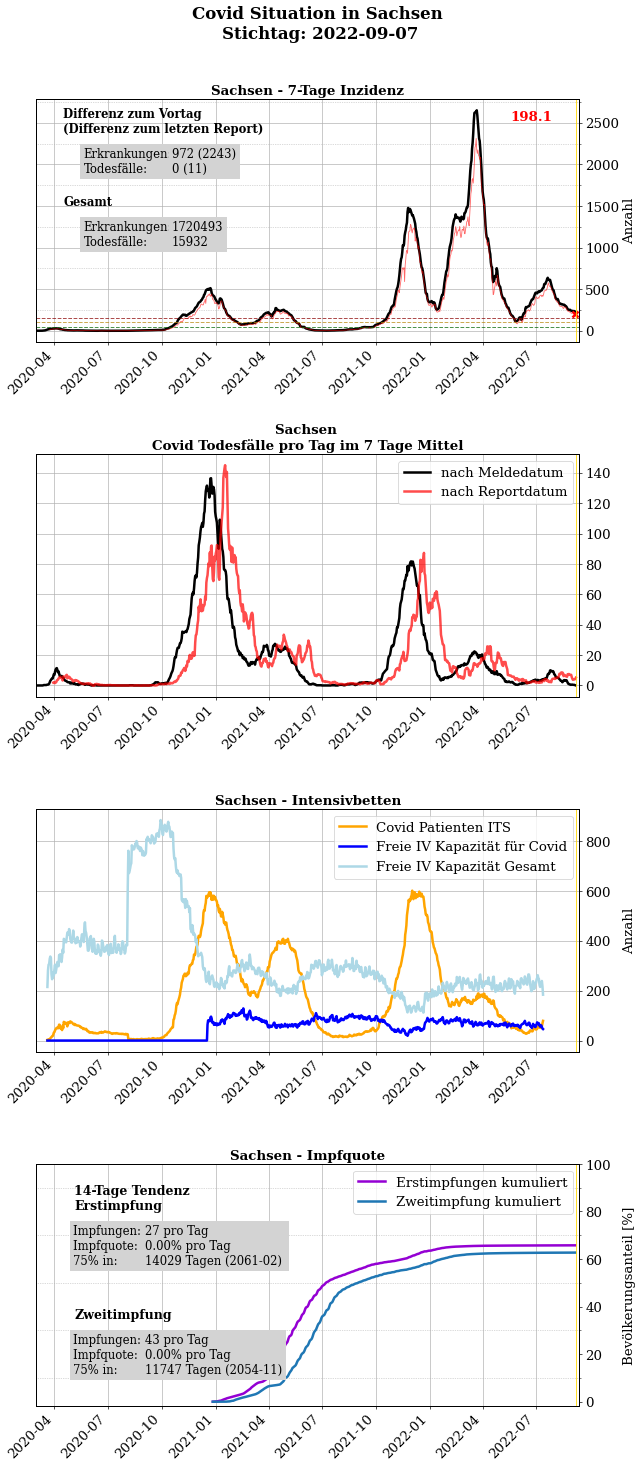 Covid Situation in Sachsen
Stichtag: 2022-09-07
Sachsen - 7-Tage Inzidenz
Differenz zum Vortag
(Differenz zum letzten Report)
Erkrankungen 972 (2243)
Todesfälle: 0 (11)
Gesamt
Erkrankungen 1720493
Todesfälle: 15932
198.1
2500
2000
1500
1000
500
0
Anzahl
2020-04 2020-07 2020-10 2021-01 2021-04 2021-07 2021-10 2022-01 2022-04 2022-07
Sachsen
Covid Todesfälle pro Tag im 7 Tage Mittel
nach Meldedatum
nach Reportdatum
140
120
100
80
60
40
20
0
2020-04 2020-07 2020-10 2021-01 2021-04 2021-07 2021-10 2022-01 2022-04 2022-07
Sachsen - Intensivbetten
Covid Patienten ITS
Freie IV Kapazität für Covid
Freie IV Kapazität Gesamt
800
600
400
200
0
Anzahl
2020-04 2020-07 2020-10 2021-01 2021-04 2021-07 2021-10 2022-01 2022-04 2022-07
Sachsen - Impfquote
14-Tage Tendenz
Erstimpfung
Impfungen: 27 pro Tag
Impfquote: 0.00% pro Tag
75% in: 14029 Tagen (2061-02)
Zweitimpfung
Impfungen: 43 pro Tag
Impfquote: 0.00% pro Tag
75% in: 11747 Tagen (2054-11)
Erstimpfungen kumuliert
Zweitimpfung kumuliert
100
80
60
40
20
0
Bevölkerungsanteil [%]
2020-04 2020-07 2020-10 2021-01 2021-04 2021-07 2021-10 2022-01 2022-04 2022-07